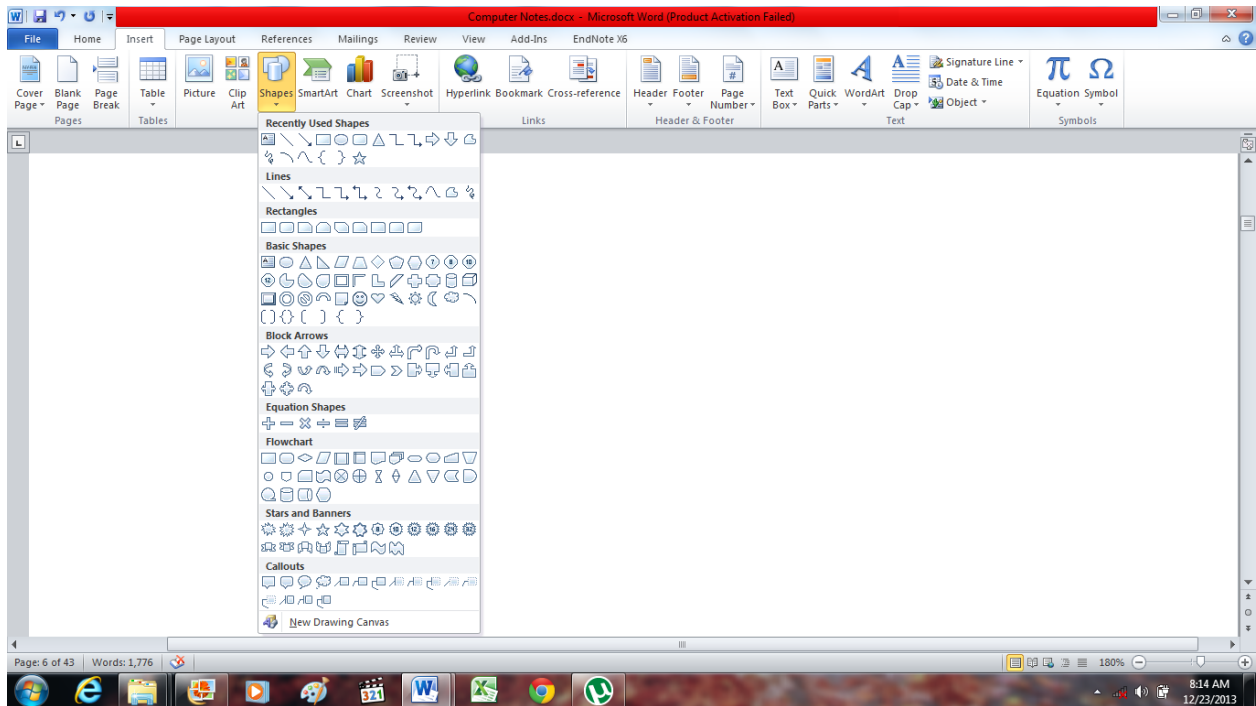 Computer Notes.docx - Microsoft Word (Product Activation Failed)
File Home Insert Page Layout References Mailings Review View Add-Ins EndNote X6
Cover Page Blank Page Page Break Table Picture Clip Art Shapes SmartArt Chart Screenshot Hyperlink Bookmark Cross-reference Header Footer Page Number Text Box Quick Parts WordArt Drop Cap Signature Line Date & Time Object Equation Symbol
Pages Tables Links Header & Footer Text Symbols
Recently Used Shapes
Lines
Rectangles
Basic Shapes
Block Arrows
Equation Shapes
Flowchart
Stars and Banners
Callouts
New Drawing Canvas
Page: 6 of 43 Words: 1,776 180%
321
8:14 AM
12/23/2013